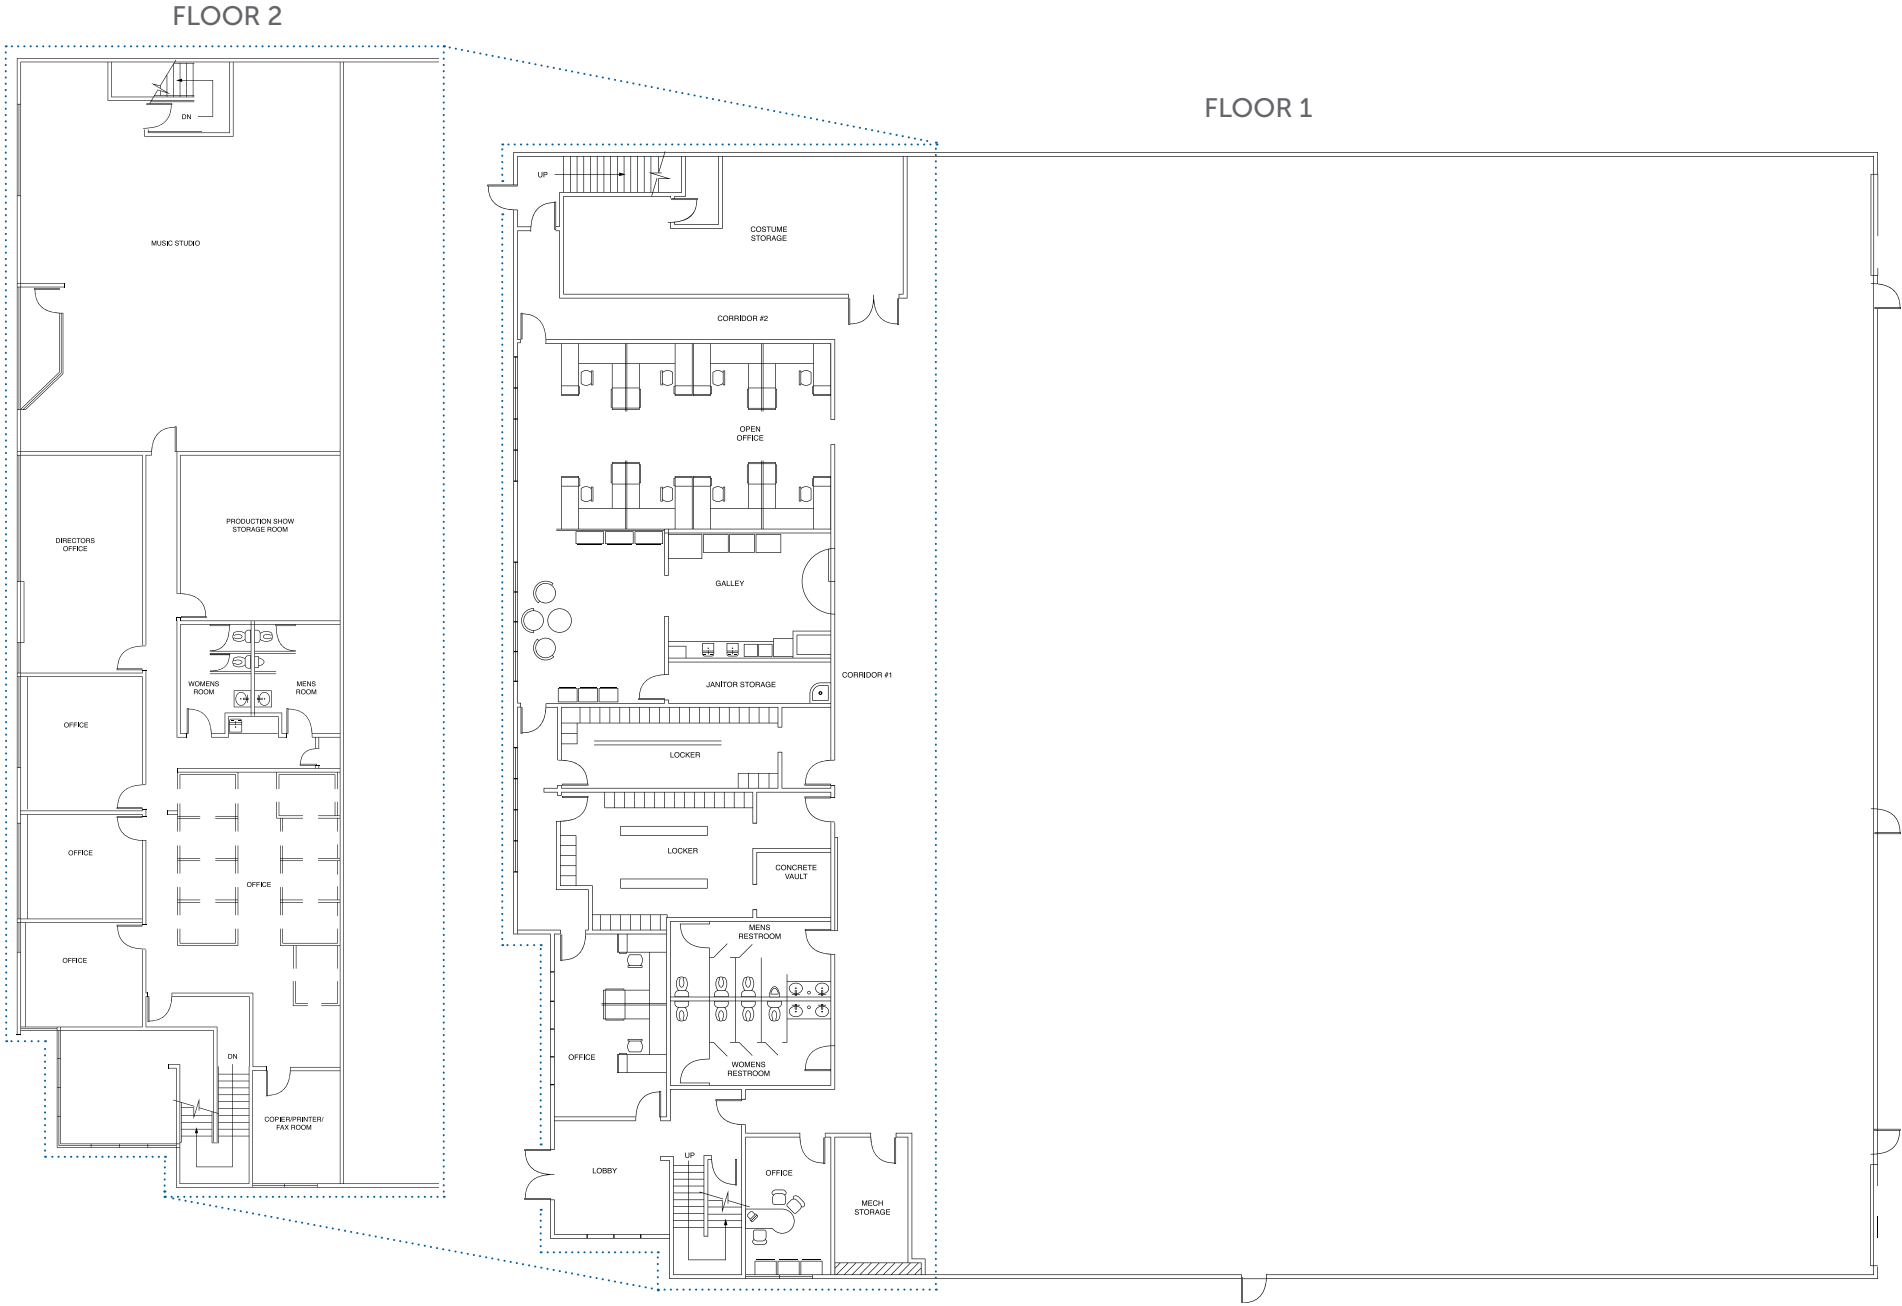 FLOOR 2
DN
MUSIC STUDIO
PRODUCTION SHOW
STORAGE ROOM
DIRECTORS
OFFICE
WOMENS
ROOM
MENS
ROOM
OFFICE
OFFICE
OFFICE
OFFICE
DN
COPIER/PRINTER/
FAX ROOM
FLOOR 1
UP
COSTUME
STORAGE
CORRIDOR #2
OPEN
OFFICE
GALLEY
JANITOR STORAGE
CORRIDOR #1
LOCKER
LOCKER
CONCRETE
VAULT
MENS
RESTROOM
OFFICE
WOMENS
RESTROOM
UP
LOBBY
OFFICE
MECH
STORAGE